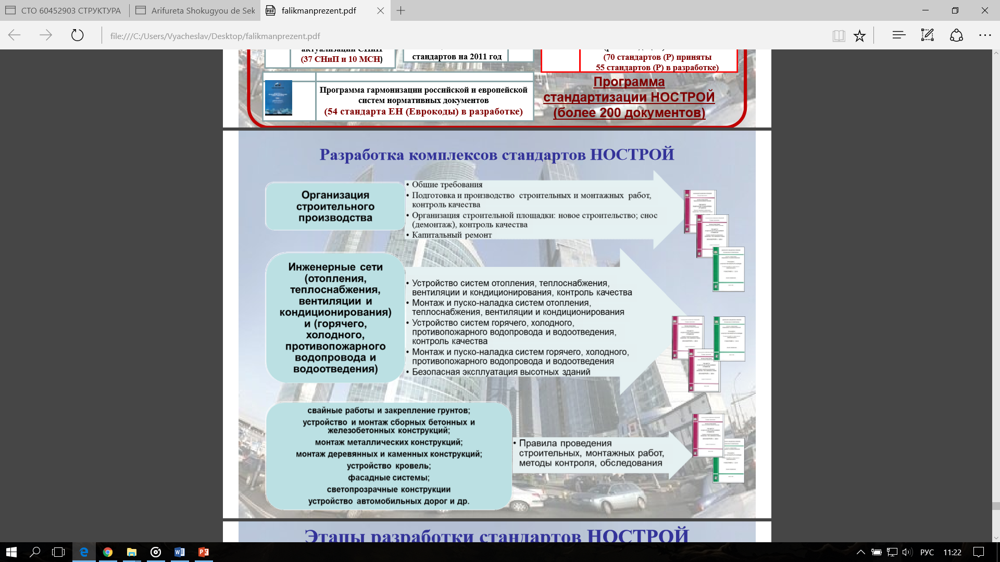 СТО 60452903 СТРУКТУРА
Arifureta Shokugyou de Sek
falikmanprezent.pdf
file:///C:/Users/Vyacheslav/Desktop/falikmanprezent.pdf
актуализации СНиП
(37 СНиП и 10 МСН)
стандартов на 2011 год
(70 стандартов (Р) приняты
55 стандартов (Р) в разработке)
Программа гармонизации российской и европейской
систем нормативных документов
(54 стандарта ЕН (Еврокоды) в разработке)
Программа
стандартизации НОСТРОЙ
(более 200 документов)
Разработка комплексов стандартов НОСТРОЙ
Организация
строительного
производства
• Общие требования
• Подготовка и производство строительных и монтажных работ,
контроль качества
• Организация строительной площадки: новое строительство; снос
(демонтаж), контроль качества
• Капитальный ремонт
Инженерные сети
(отопления,
теплоснабжения,
вентиляции и
кондиционирования)
и (горячего,
холодного,
противопожарного
водопровода и
водоотведения)
• Устройство систем отопления, теплоснабжения,
вентиляции и кондиционирования, контроль качества
• Монтаж и пуско-наладка систем отопления,
теплоснабжения, вентиляции и кондиционирования
• Устройство систем горячего, холодного,
противопожарного водопровода и водоотведения,
контроль качества
• Монтаж и пуско-наладка систем горячего, холодного,
противопожарного водопровода и водоотведения
• Безопасная эксплуатация высотных зданий
свайные работы и закрепление грунтов;
устройство и монтаж сборных бетонных и
железобетонных конструкций;
монтаж металлических конструкций;
монтаж деревянных и каменных конструкций;
устройство кровель;
фасадные системы;
светопрозрачные конструкции
устройство автомобильных дорог и др.
• Правила проведения
строительных, монтажных работ,
методы контроля, обследования
Этапы разработки стандартов НОСТРОЙ
РУС
11:22